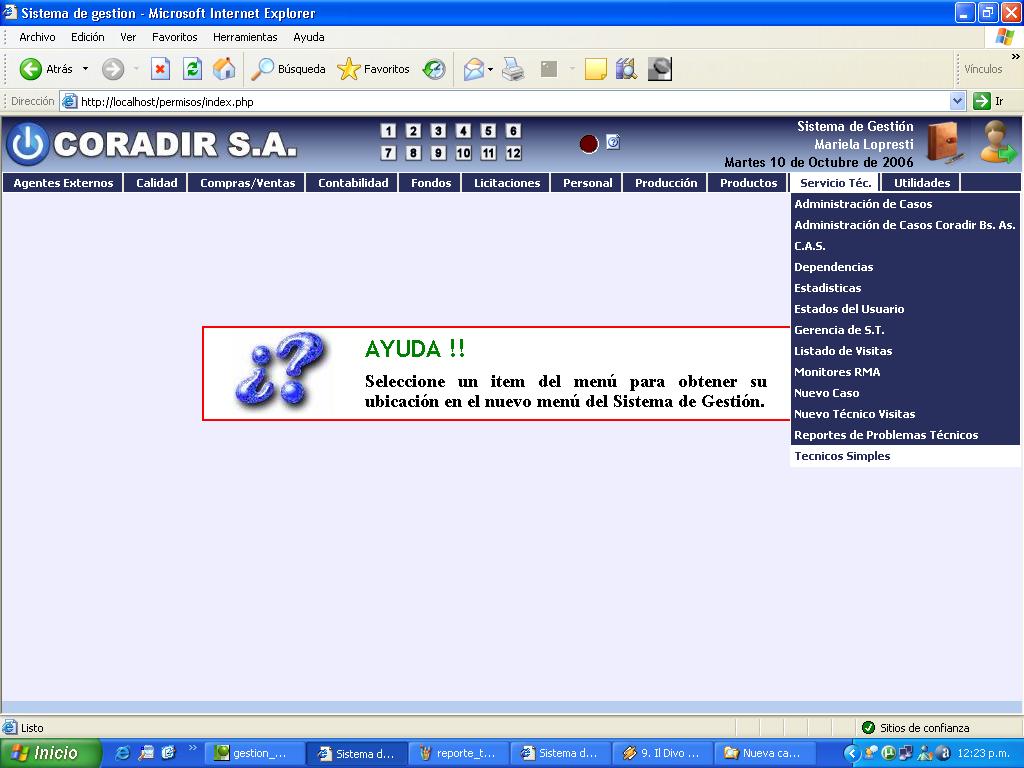 Sistema de gestion - Microsoft Internet Explorer
Archivo Edición Ver Favoritos Herramientas Ayuda
Atrás Búsqueda Favoritos Vínculos »
Dirección http://localhost/permisos/index.php Ir
CORADIR S.A.
1 2 3 4 5 6
7 8 9 10 11 12
Sistema de Gestión
Mariela Lopresti
Martes 10 de Octubre de 2006
Agentes Externos Calidad Compras/Ventas Contabilidad Fondos Licitaciones Personal Producción Productos Servicio Téc. Utilidades
Administración de Casos
Administración de Casos Coradir Bs. As.
C.A.S.
Dependencias
Estadisticas
Estados del Usuario
Gerencia de S.T.
Listado de Visitas
Monitores RMA
Nuevo Caso
Nuevo Técnico Visitas
Reportes de Problemas Técnicos
Tecnicos Simples
¿?
AYUDA !!
Seleccione un item del menú para obtener su
ubicación en el nuevo menú del Sistema de Gestión.
Listo Sitios de confianza
Inicio » gestion_... Sistema d... reporte_t... Sistema d... 9. Il Divo ... Nueva ca... 12:23 p.m.